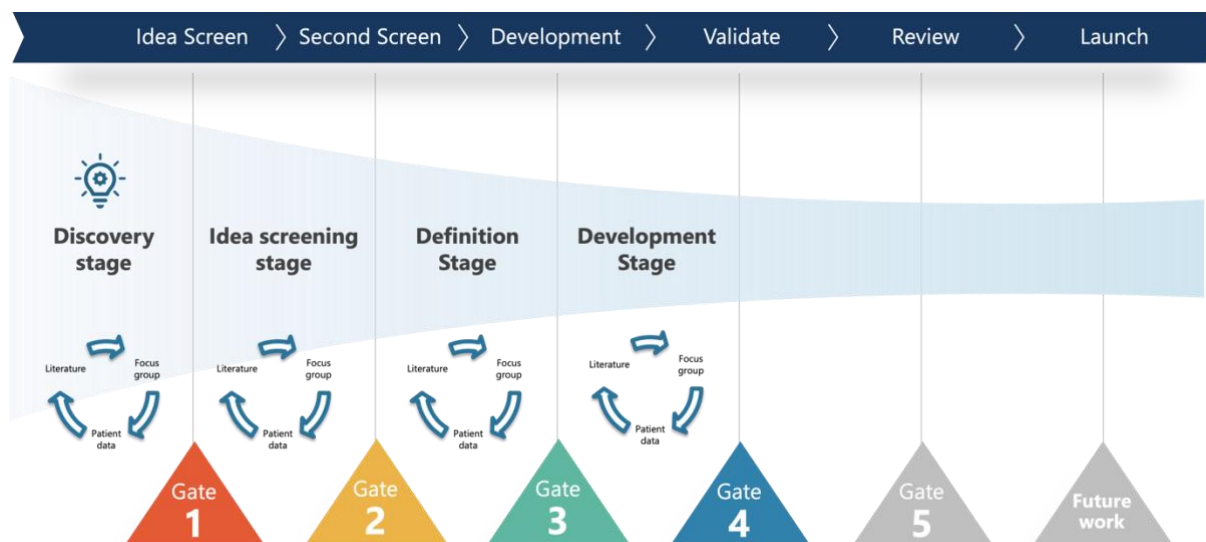 Idea Screen
Second Screen
Development
Validate
Review
Launch
Discovery
stage
Idea screening
stage
Definition
Stage
Development
Stage
Literature
Focus
group
Patient
data
Literature
Focus
group
Patient
data
Literature
Focus
group
Patient
data
Literature
Focus
group
Patient
data
Gate
1
Gate
2
Gate
3
Gate
4
Gate
5
Future
work